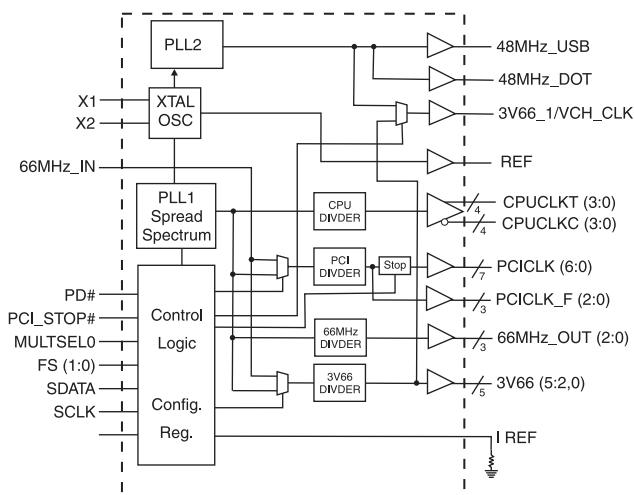 PLL2
48MHz_USB
48MHz_DOT
X1
X2
XTAL
OSC
3V66_1/VCH_CLK
66MHz_IN
REF
PLL1
Spread
Spectrum
CPU
DIVDER
CPUCLKT (3:0)
4
CPUCLKC (3:0)
4
PCI
DIVDER
Stop
PCICLK (6:0)
7
PD#
PCI_STOP#
MULTSEL0
FS (1:0)
SDATA
SCLK
Control
Logic
Config.
Reg.
PCICLK_F (2:0)
3
66MHz
DIVDER
66MHz_OUT (2:0)
3
3V66
DIVDER
3V66 (5:2,0)
5
I REF